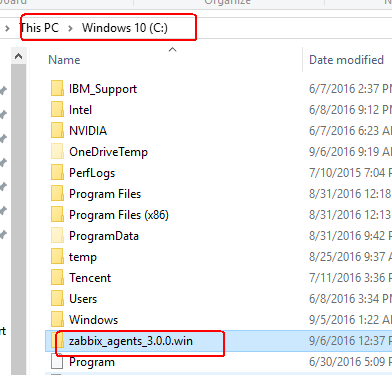 Organize
This PC > Windows 10 (C:)
Name Date modified
IBM_Support 6/7/2016 2:37 P
Intel 6/8/2016 9:12 P
NVIDIA 6/7/2016 6:23 A
OneDriveTemp 9/6/2016 9:19 A
PerfLogs 7/10/2015 7:04 P
Program Files 8/31/2016 12:18
Program Files (x86) 8/31/2016 12:13
ProgramData 8/31/2016 9:42 P
temp 8/25/2016 9:37 A
Tencent 7/11/2016 3:36 P
Users 6/8/2016 3:34 P
Windows 9/5/2016 1:22 A
zabbix_agents_3.0.0.win 9/6/2016 12:37 P
Program 6/30/2016 5:09 P